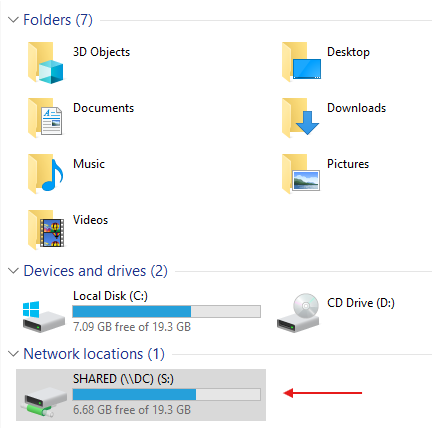 Folders (7)
3D Objects
Desktop
Documents
Downloads
Music
Pictures
Videos
Devices and drives (2)
Local Disk (C:)
7.09 GB free of 19.3 GB
CD Drive (D:)
Network locations (1)
SHARED (\\DC) (S:)
6.68 GB free of 19.3 GB